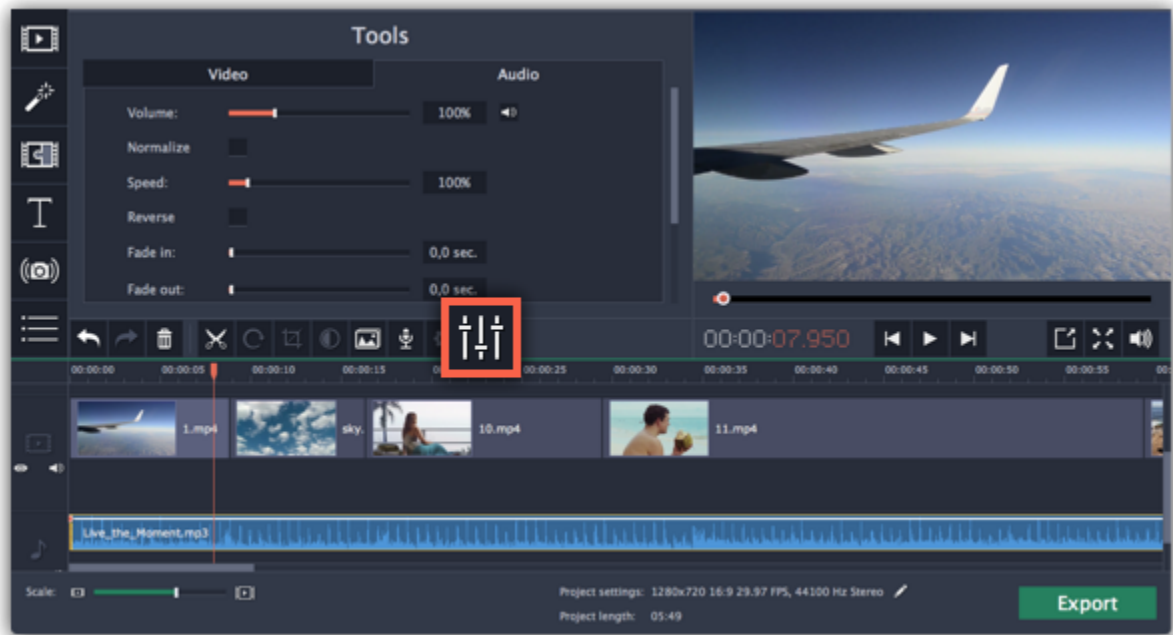 Tools
Video Audio
Volume: 100%
Normalize
Speed: 100%
Reverse
Fade in: 0,0 sec.
Fade out: 0,0 sec.
00:00:07.950
00:00:00 00:00:05 00:00:10 00:00:15 00:00:25 00:00:30 00:00:35 00:00:40 00:00:45 00:00:50 00:00:55 00:
1.mp4 sky. 10.mp4 11.mp4
Live_the_Moment.mp3
Scale:
Project settings: 1280x720 16:9 29.97 FPS, 44100 Hz Stereo
Export
Project length: 05:49